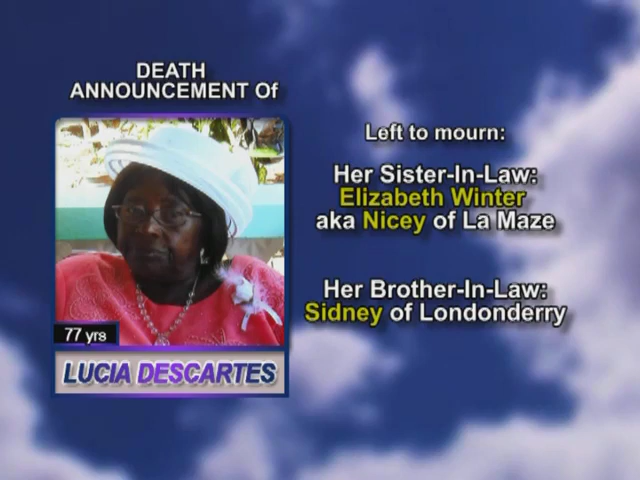 DEATH
ANNOUNCEMENT Of
77 yrs
LUCIA DESCARTES
Left to mourn:
Her Sister-In-Law:
Elizabeth Winter
aka Nicey of La Maze
Her Brother-In-Law:
Sidney of Londonderry